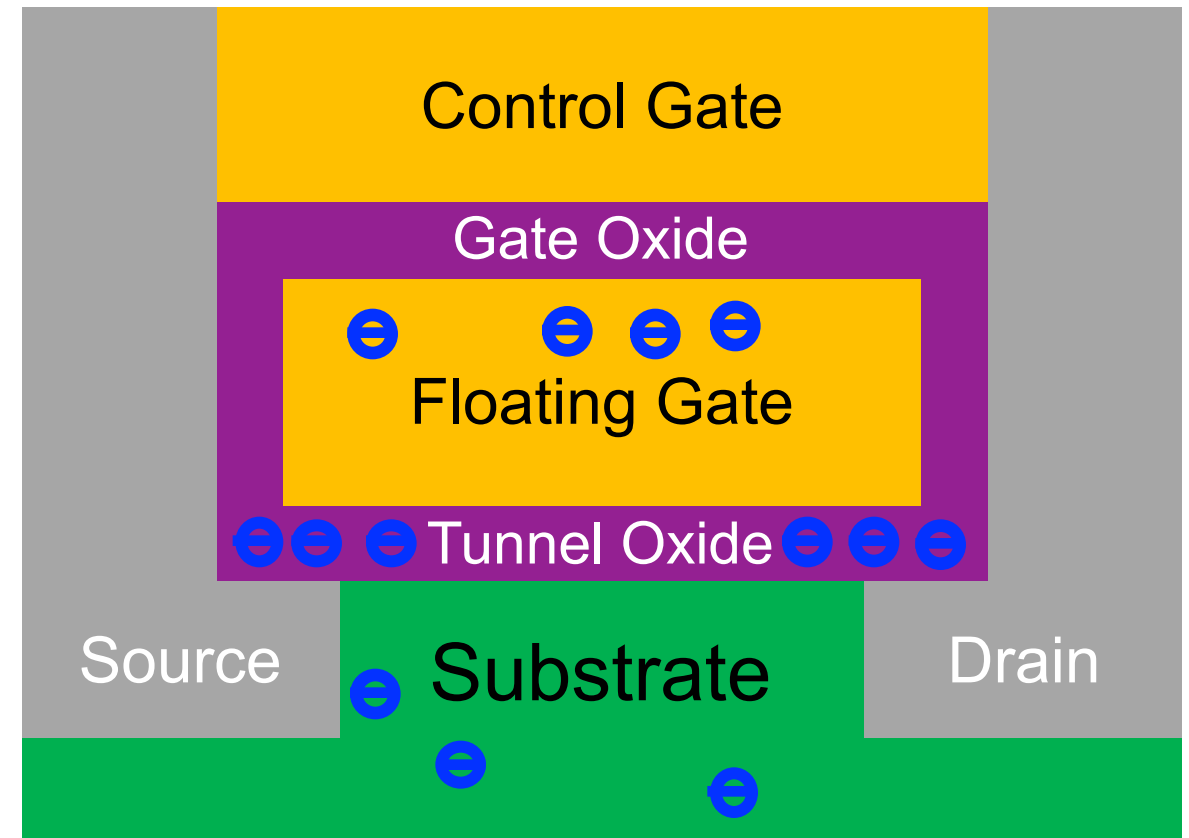 Control Gate
Gate Oxide
Floating Gate
Tunnel Oxide
Source
Substrate
Drain